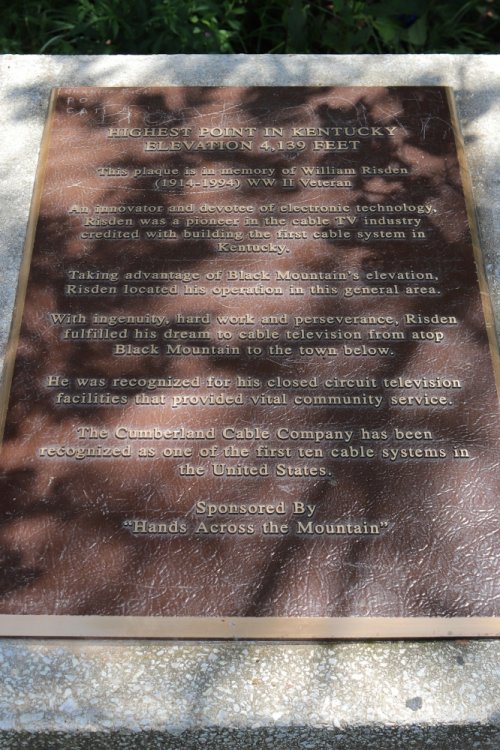 HIGHEST POINT IN KENTUCKY
ELEVATION 4,139 FEET
This plaque is in memory of William Risden
(1914-1994) WW II Veteran
An innovator and devotee of electronic technology,
Risden was a pioneer in the cable TV industry
credited with building the first cable system in
Kentucky.
Taking advantage of Black Mountain's elevation,
Risden located his operation in this general area.
With ingenuity, hard work and perseverance, Risden
fulfilled his dream to cable television from atop
Black Mountain to the town below.
He was recognized for his closed circuit television
facilities that provided vital community service.
The Cumberland Cable Company has been
recognized as one of the first ten cable systems in
the United States.
Sponsored By
"Hands Across the Mountain"